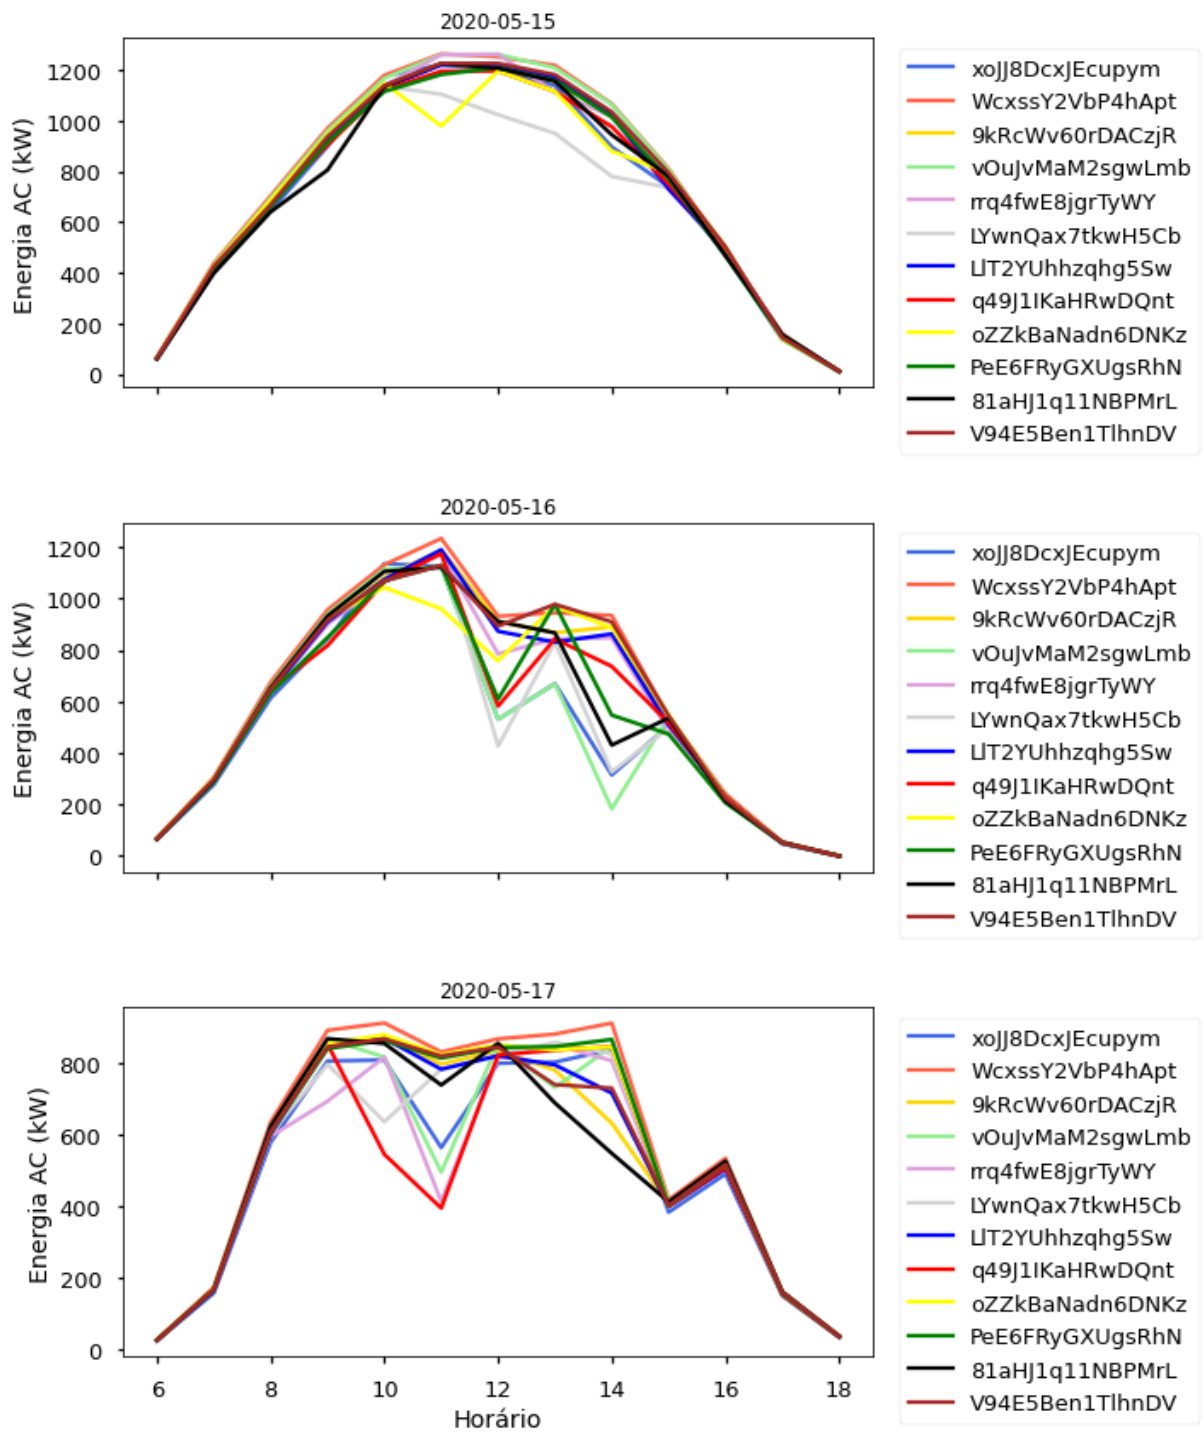 2020-05-15
Energia AC (kW)
1200
1000
800
600
400
200
0
xoJJ8DcxJEcupym
WcxssY2VbP4hApt
9kRcWv60rDACzjR
vOuJvMaM2sgwLmb
rrq4fwE8jgrTyWY
LYwnQax7tkwH5Cb
LlT2YUhhzqhg5Sw
q49J1IKaHRwDQnt
oZZkBaNadn6DNKz
PeE6FRyGXUgsRhN
81aHJ1q11NBPMrL
V94E5Ben1TlhnDV
2020-05-16
Energia AC (kW)
1200
1000
800
600
400
200
0
xoJJ8DcxJEcupym
WcxssY2VbP4hApt
9kRcWv60rDACzjR
vOuJvMaM2sgwLmb
rrq4fwE8jgrTyWY
LYwnQax7tkwH5Cb
LlT2YUhhzqhg5Sw
q49J1IKaHRwDQnt
oZZkBaNadn6DNKz
PeE6FRyGXUgsRhN
81aHJ1q11NBPMrL
V94E5Ben1TlhnDV
2020-05-17
Energia AC (kW)
800
600
400
200
0
6 8 10 12 14 16 18
Horário
xoJJ8DcxJEcupym
WcxssY2VbP4hApt
9kRcWv60rDACzjR
vOuJvMaM2sgwLmb
rrq4fwE8jgrTyWY
LYwnQax7tkwH5Cb
LlT2YUhhzqhg5Sw
q49J1IKaHRwDQnt
oZZkBaNadn6DNKz
PeE6FRyGXUgsRhN
81aHJ1q11NBPMrL
V94E5Ben1TlhnDV